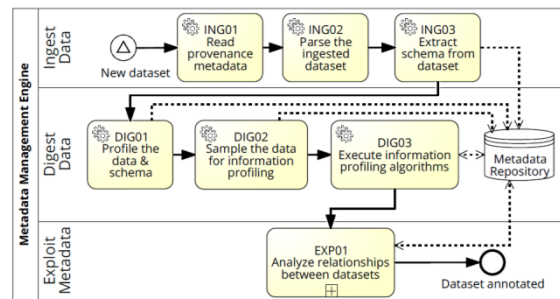 Metadata Management Engine
Ingest
Data
New dataset
ING01
Read
provenance
metadata
ING02
Parse the
ingested
dataset
ING03
Extract
schema from
dataset
Digest
Data
DIG01
Profile the
data &
schema
DIG02
Sample the data
for information
profiling
DIG03
Execute information
profiling algorithms
Metadata
Repository
Exploit
Metadata
EXP01
Analyze relationships
between datasets
Dataset annotated